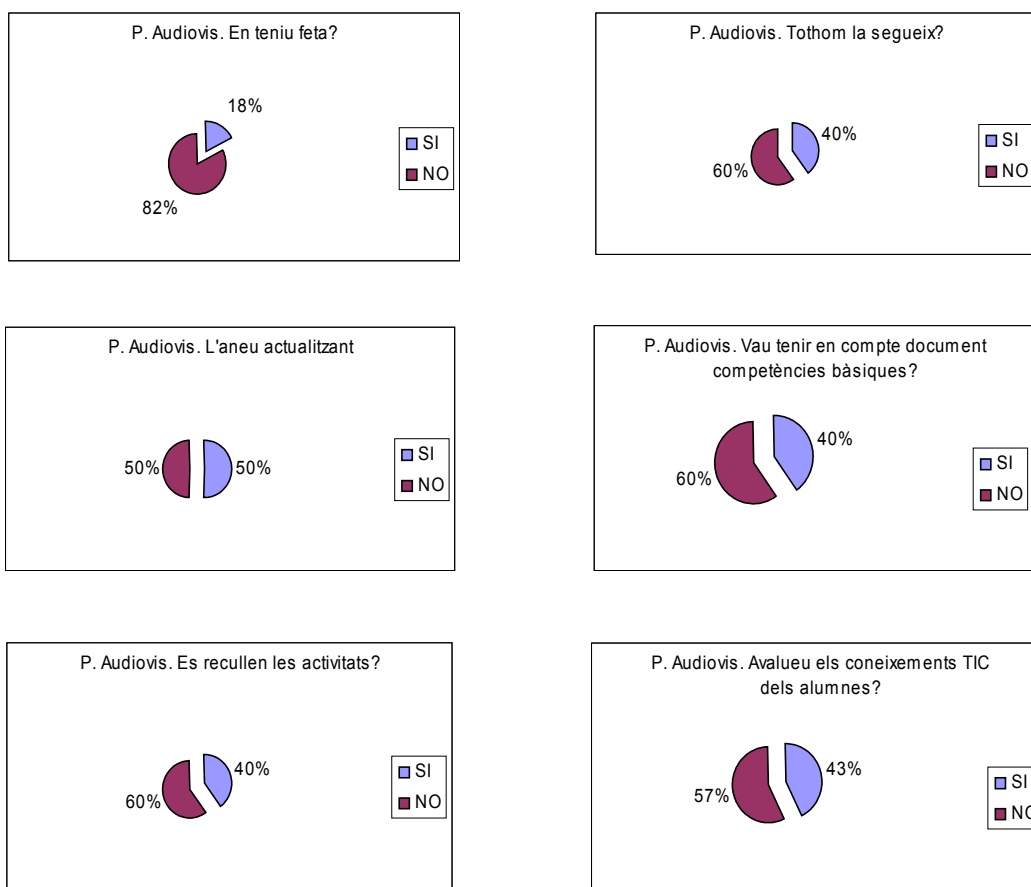 P. Audiovis. En teniu feta?
18%
82%
SI
NO
P. Audiovis. Tothom la segueix?
40%
60%
SI
NO
P. Audiovis. L'aneu actualitzant
50%
50%
SI
NO
P. Audiovis. Vau tenir en compte document
competències bàsiques?
40%
60%
SI
NO
P. Audiovis. Es recullen les activitats?
40%
60%
SI
NO
P. Audiovis. Avalueu els coneixements TIC
dels alumnes?
43%
57%
SI
NO